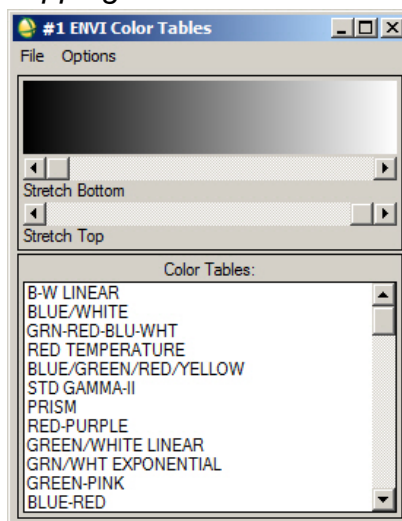 #1 ENVI Color Tables
File Options
Stretch Bottom
Stretch Top
Color Tables:
B-W LINEAR
BLUE/WHITE
GRN-RED-BLU-WHT
RED TEMPERATURE
BLUE/GREEN/RED/YELLOW
STD GAMMA-II
PRISM
RED-PURPLE
GREEN/WHITE LINEAR
GRN/WHT EXPONENTIAL
GREEN-PINK
BLUE-RED